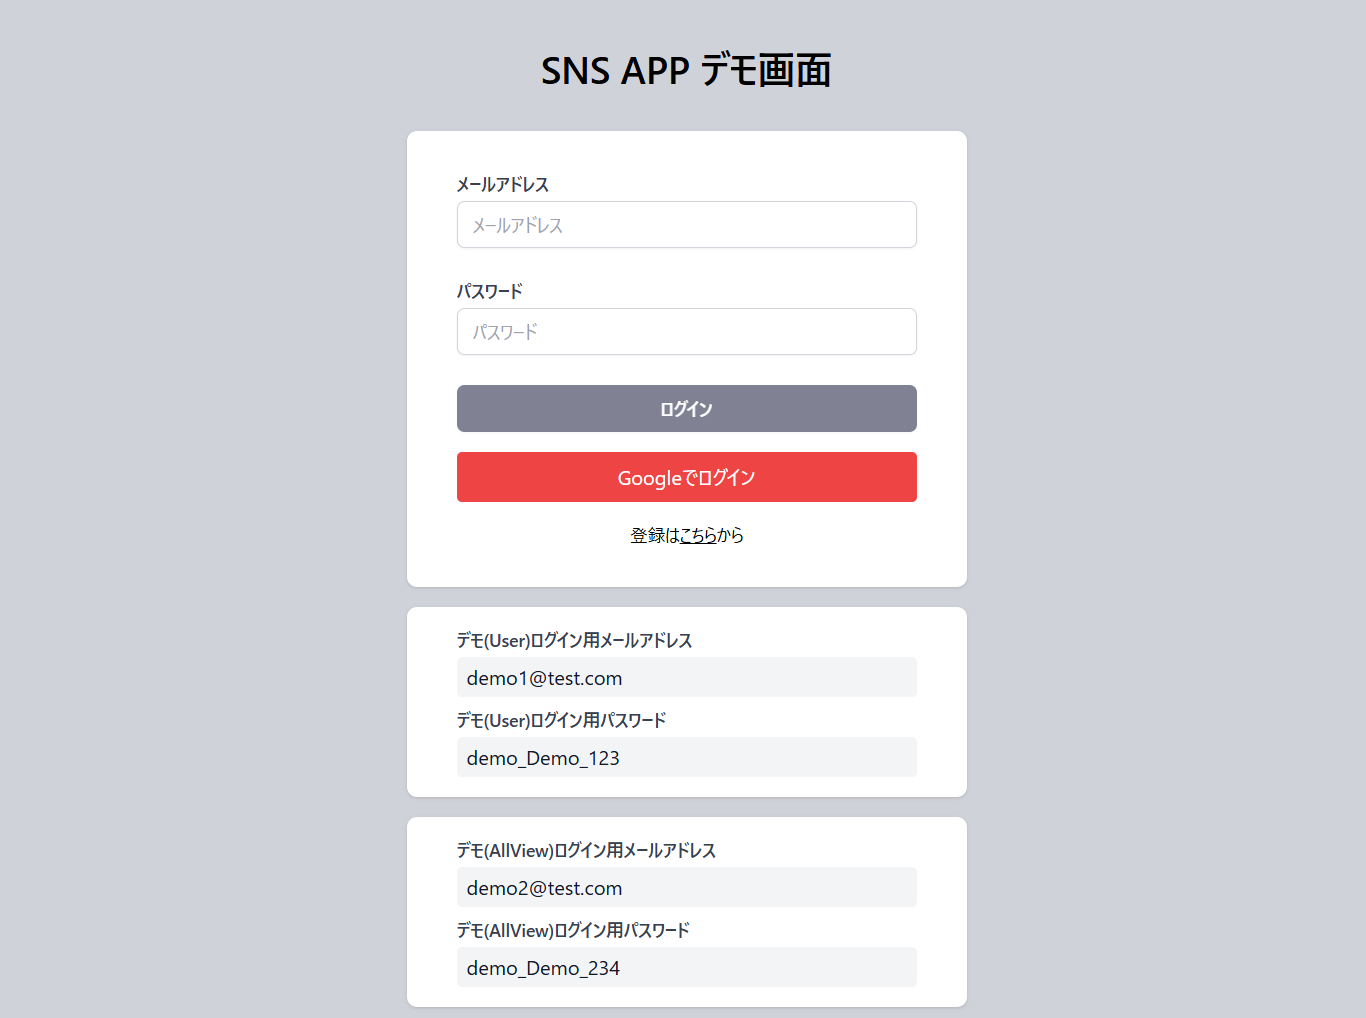 SNS APP デモ画面
メールアドレス
メールアドレス
パスワード
パスワード
ログイン
Googleでログイン
登録はこちらから
デモ(User)ログイン用メールアドレス
demo1@test.com
デモ(User)ログイン用パスワード
demo_Demo_123
デモ(AllView)ログイン用メールアドレス
demo2@test.com
デモ(AllView)ログイン用パスワード
demo_Demo_234